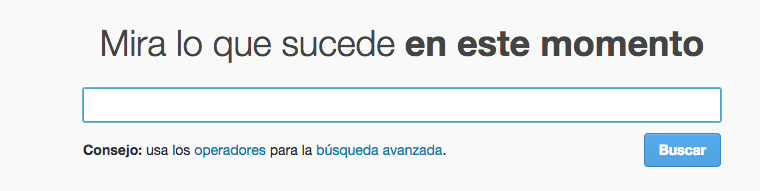 Mira lo que sucede en este momento
Consejo: usa los operadores para la búsqueda avanzada.
Buscar